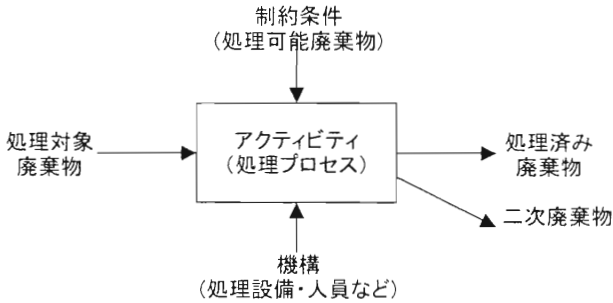 制約条件
(処理可能廃棄物)
処理対象
廃棄物
アクティビティ
(処理プロセス)
処理済み
廃棄物
二次廃棄物
機構
(処理設備・人員など)